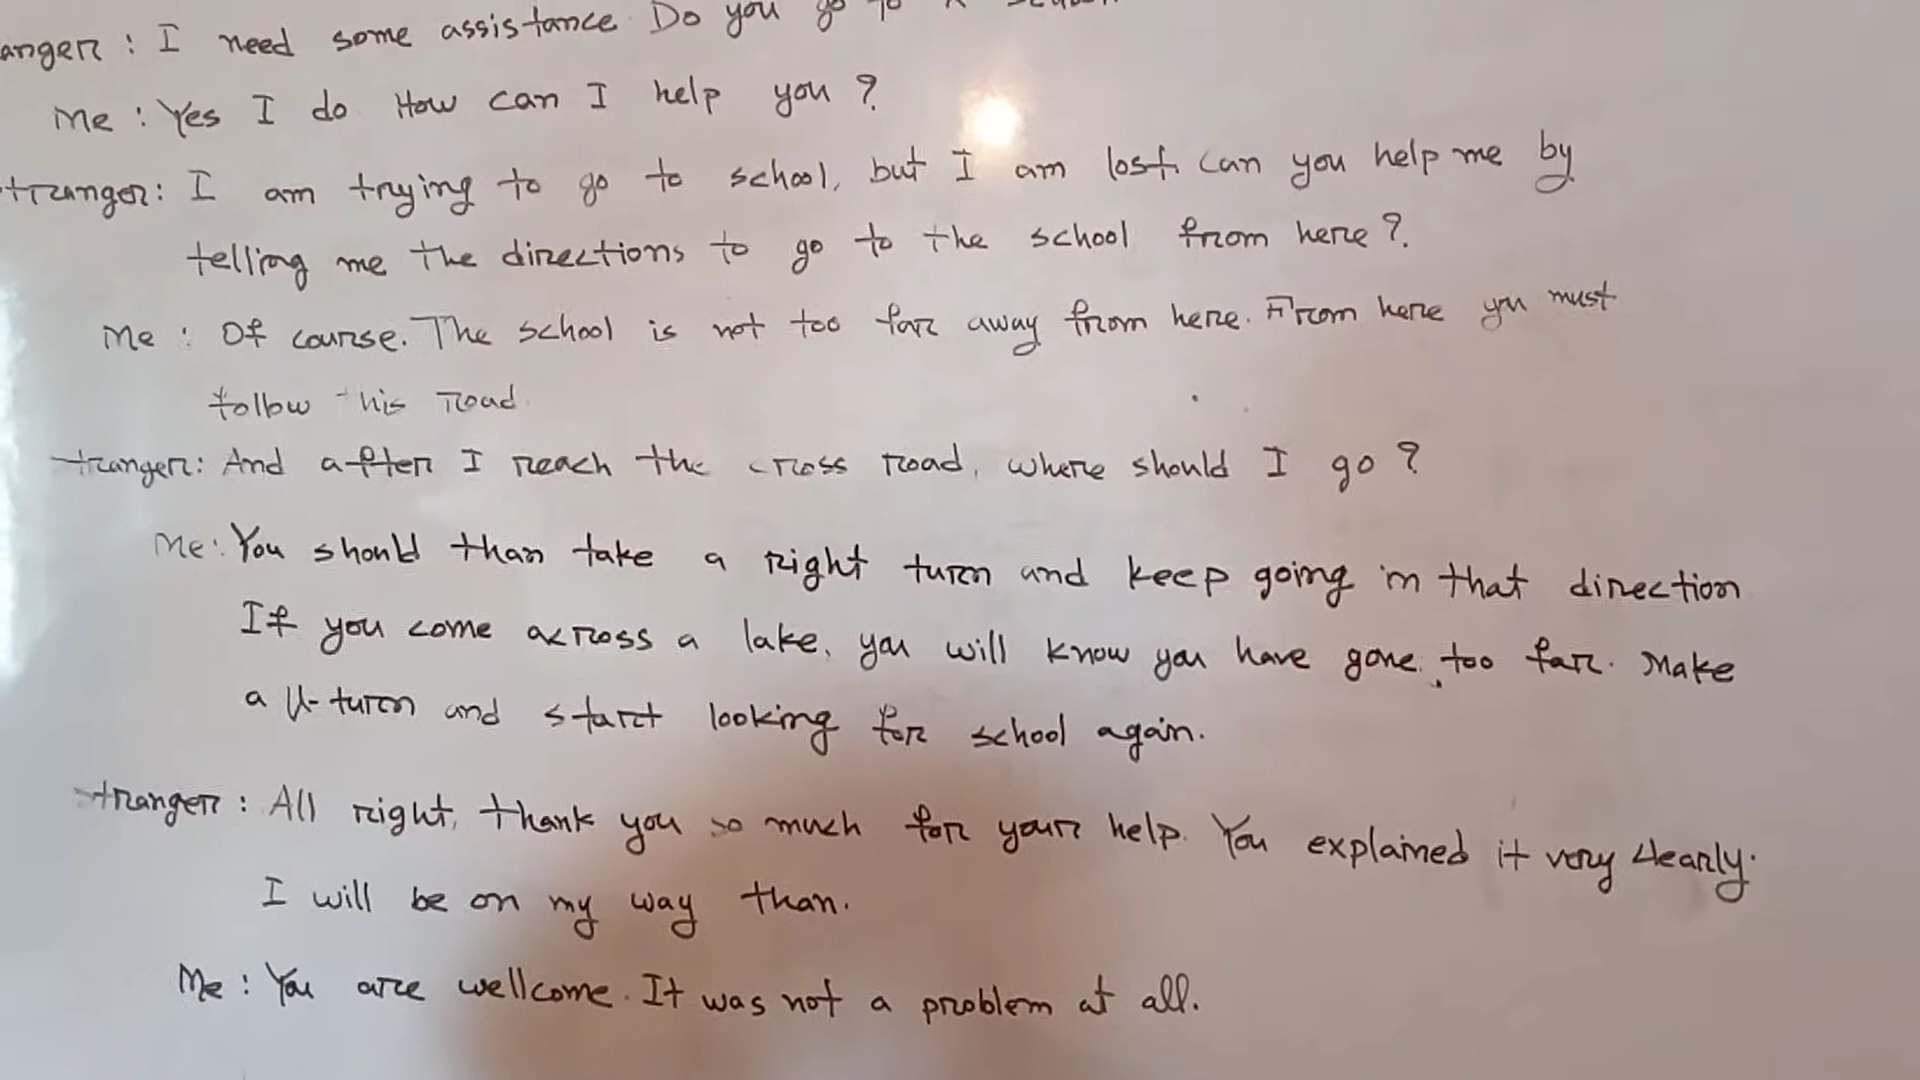 anger : I need some assistance. Do you go to
Me : Yes I do How can I help you ?
tranger: I am trying to go to school, but I am lost. Can you help me by
telling me the directions to go to the school from here ?
Me : Of course. The school is not too far away from here. From here you must
follow this road
tranger: And after I reach the cross road, where should I go ?
Me: You should than take a right turn and keep going in that direction
If you come across a lake, you will know you have gone too far. Make
a U-turn and start looking for school again.
tranger : All right, thank you so much for your help. You explained it very clearly.
I will be on my way than.
Me : You are wellcome. It was not a problem at all.